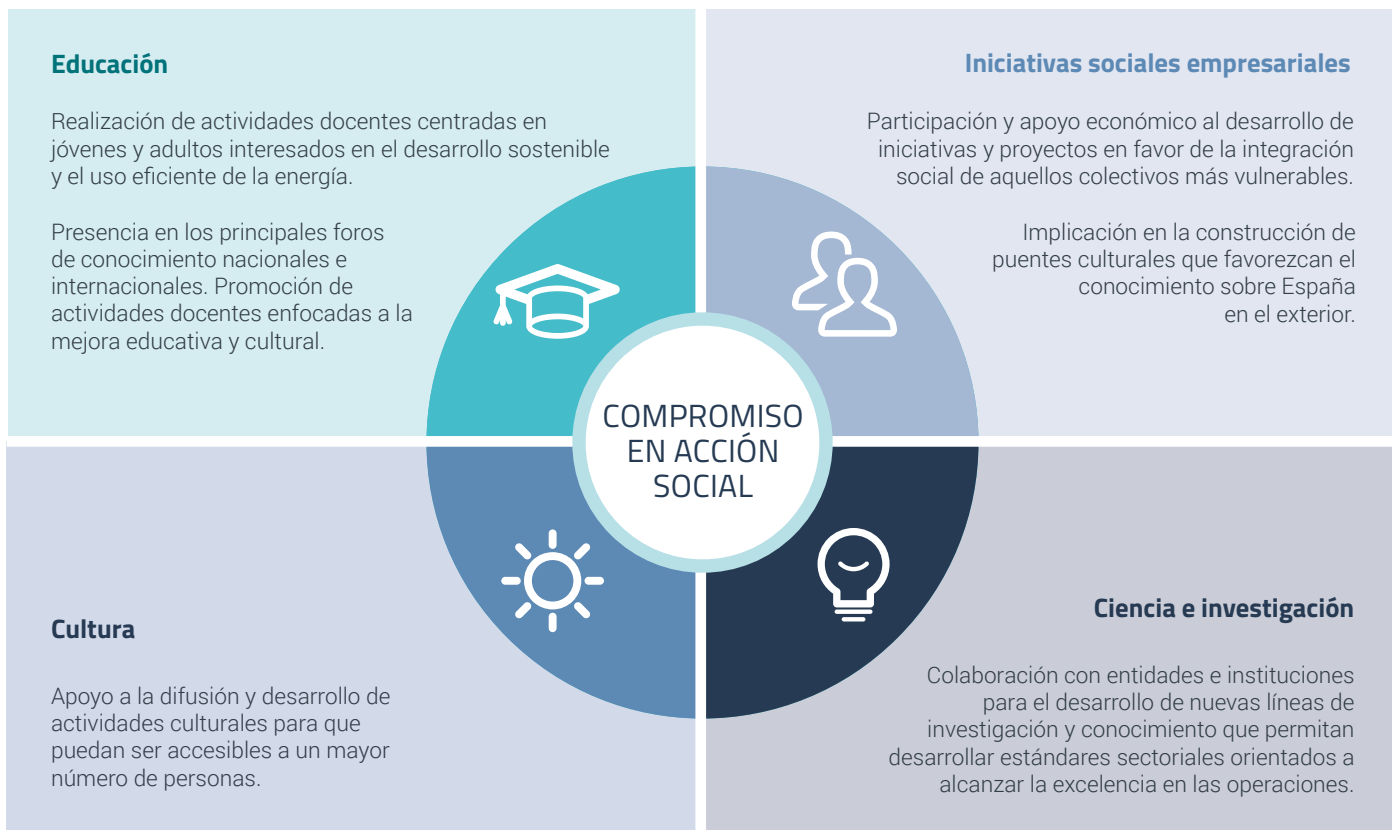 Educación
Realización de actividades docentes centradas en
jóvenes y adultos interesados en el desarrollo sostenible
y el uso eficiente de la energía.
Presencia en los principales foros
de conocimiento nacionales e
internacionales. Promoción de
actividades docentes enfocadas a la
mejora educativa y cultural.
Iniciativas sociales empresariales
Participación y apoyo económico al desarrollo de
iniciativas y proyectos en favor de la integración
social de aquellos colectivos más vulnerables.
Implicación en la construcción de
puentes culturales que favorezcan el
conocimiento sobre España
en el exterior.
COMPROMISO
EN ACCIÓN
SOCIAL
Cultura
Apoyo a la difusión y desarrollo de
actividades culturales para que
puedan ser accesibles a un mayor
número de personas.
Ciencia e investigación
Colaboración con entidades e instituciones
para el desarrollo de nuevas líneas de
investigación y conocimiento que permitan
desarrollar estándares sectoriales orientados a
alcanzar la excelencia en las operaciones.